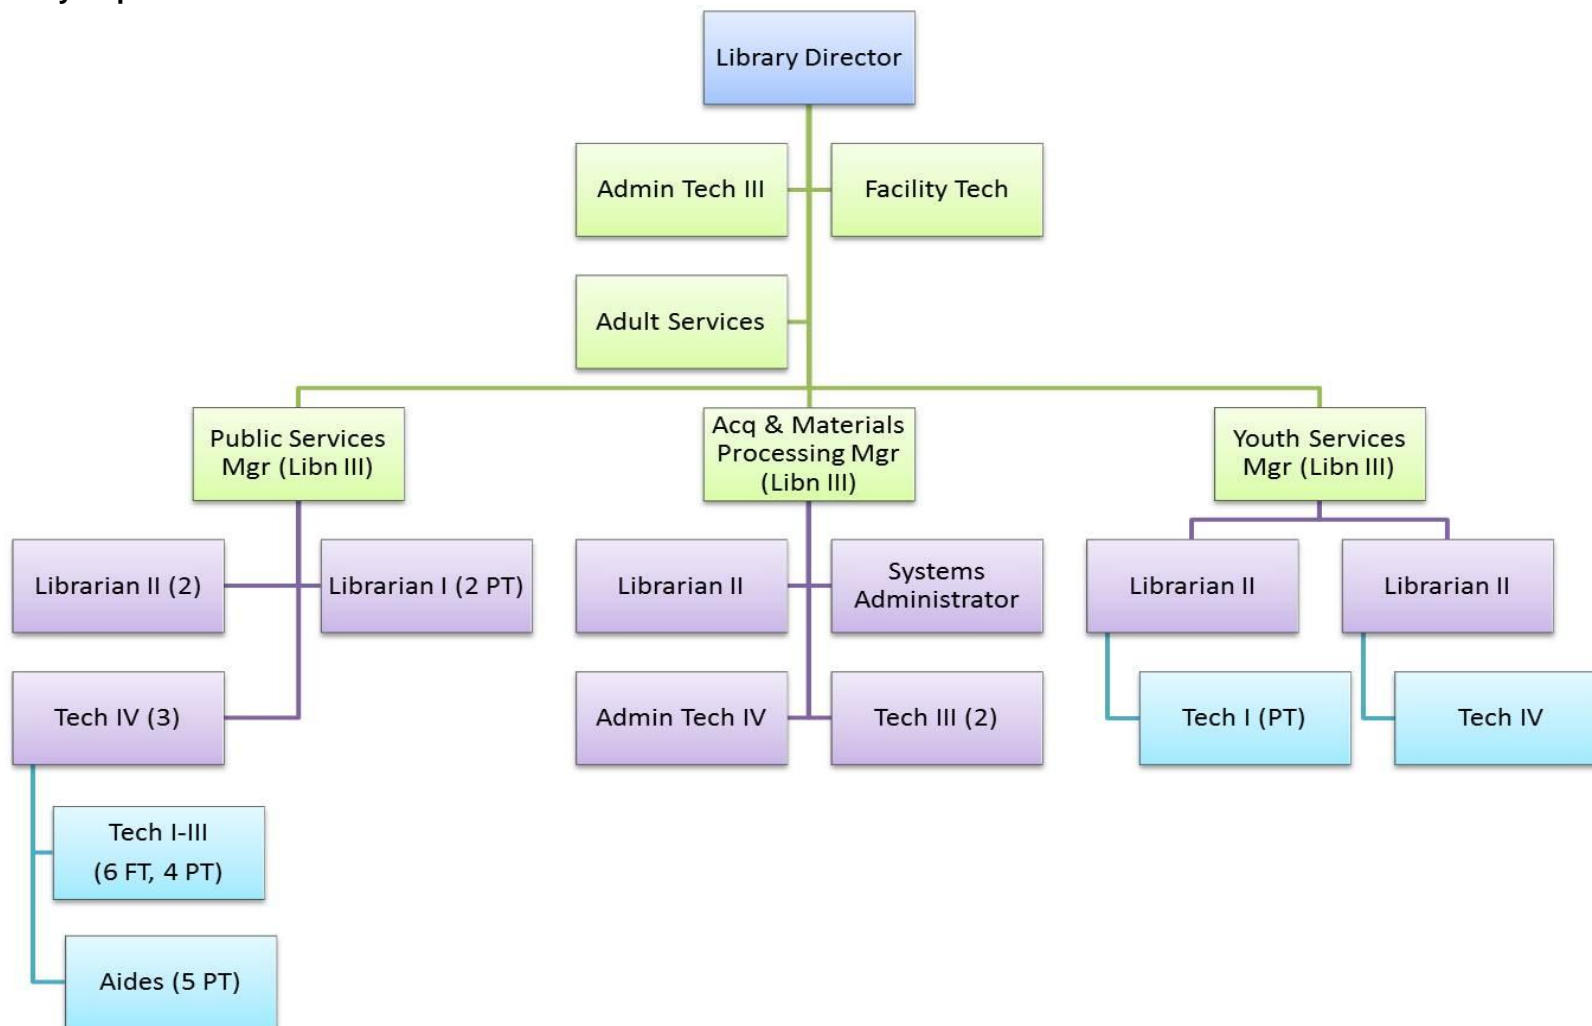 Library Director
Admin Tech III
Facility Tech
Adult Services
Public Services
Mgr (Libn III)
Acq & Materials
Processing Mgr
(Libn III)
Youth Services
Mgr (Libn III)
Librarian II (2)
Librarian I (2 PT)
Librarian II
Systems
Administrator
Librarian II
Librarian II
Tech IV (3)
Admin Tech IV
Tech III (2)
Tech I (PT)
Tech IV
Tech I-III
(6 FT, 4 PT)
Aides (5 PT)